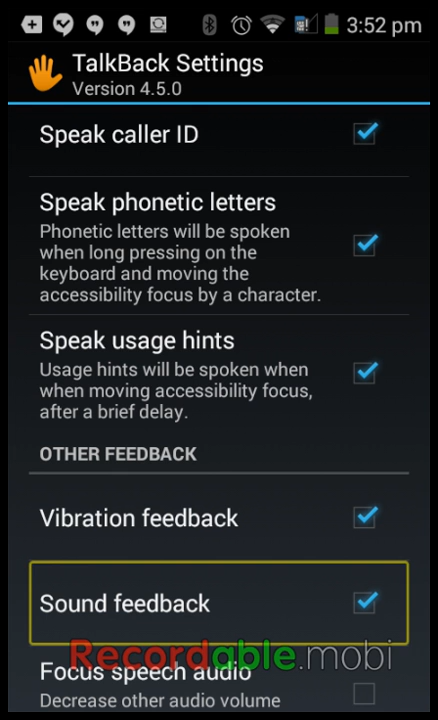 3:52 pm
TalkBack Settings
Version 4.5.0
Speak caller ID
Speak phonetic letters
Phonetic letters will be spoken
when long pressing on the
keyboard and moving the
accessibility focus by a character.
Speak usage hints
Usage hints will be spoken when
when moving accessibility focus,
after a brief delay.
OTHER FEEDBACK
Vibration feedback
Sound feedback
Recordable.mobi
Focus speech audio
Decrease other audio volume